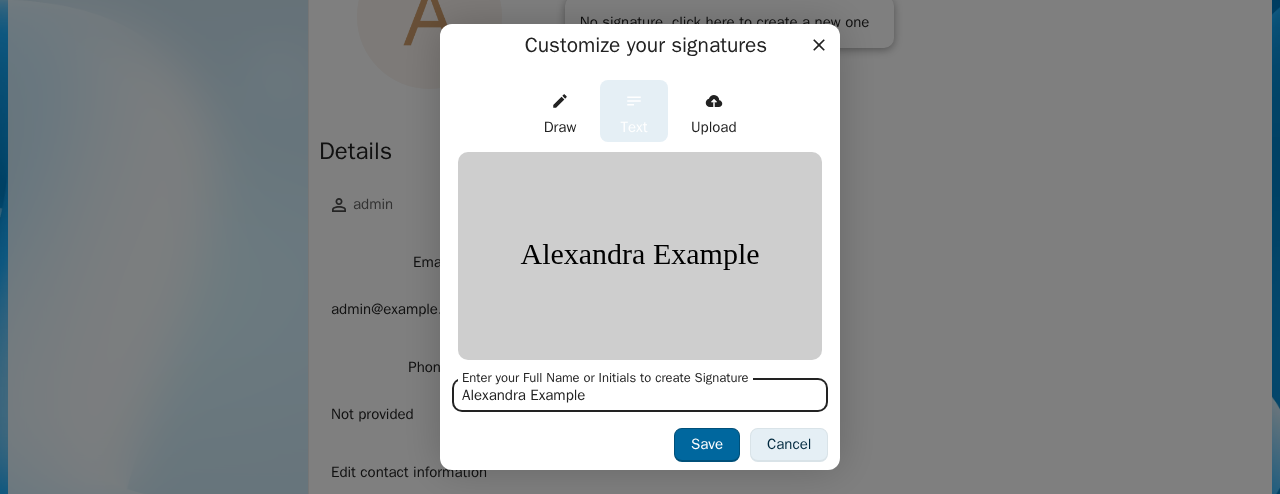 A
No signature, click here to create a new one
Customize your signatures
Draw
Text
Upload
Details
admin
Alexandra Example
Ema
admin@example.
Phon
Enter your Full Name or Initials to create Signature
Alexandra Example
Not provided
Save
Cancel
Edit contact information